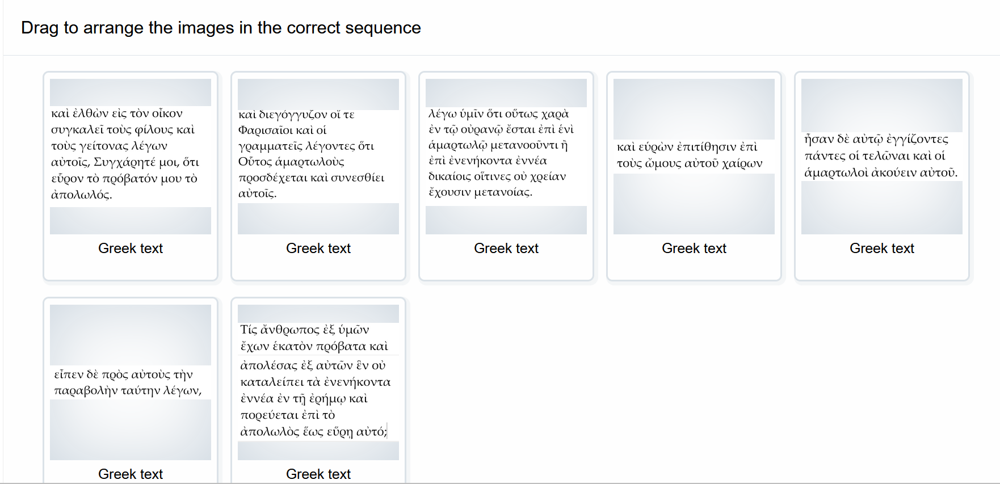 Drag to arrange the images in the correct sequence
καὶ ἐλθὼν εἰς τὸν οἶκον
συγκαλεῖ τοὺς φίλους καὶ
τοὺς γείτονας λέγων
αὐτοῖς, Συγχάρητέ μοι, ὅτι
εὗρον τὸ πρόβατόν μου τὸ
ἀπολωλός.
Greek text
καὶ διεγόγγυζον οἵ τε
Φαρισαῖοι καὶ οἱ
γραμματεῖς λέγοντες ὅτι
Οὗτος ἁμαρτωλοὺς
προσδέχεται καὶ συνεσθίει
αὐτοῖς.
Greek text
λέγω ὑμῖν ὅτι οὕτως χαρὰ
ἐν τῷ οὐρανῷ ἔσται ἐπὶ ἑνὶ
ἁμαρτωλῷ μετανοοῦντι ἢ
ἐπὶ ἐνενήκοντα ἐννέα
δικαίοις οἵτινες οὐ χρείαν
ἔχουσιν μετανοίας.
Greek text
καὶ εὑρὼν ἐπιτίθησιν ἐπὶ
τοὺς ὤμους αὐτοῦ χαίρων
Greek text
ἦσαν δὲ αὐτῷ ἐγγίζοντες
πάντες οἱ τελῶναι καὶ οἱ
ἁμαρτωλοὶ ἀκούειν αὐτοῦ.
Greek text
εἶπεν δὲ πρὸς αὐτοὺς τὴν
παραβολὴν ταύτην λέγων,
Greek text
Τίς ἄνθρωπος ἐξ ὑμῶν
ἔχων ἑκατὸν πρόβατα καὶ
ἀπολέσας ἐξ αὐτῶν ἓν οὐ
καταλείπει τὰ ἐνενήκοντα
ἐννέα ἐν τῇ ἐρήμῳ καὶ
πορεύεται ἐπὶ τὸ
ἀπολωλὸς ἕως εὕρῃ αὐτό;
Greek text